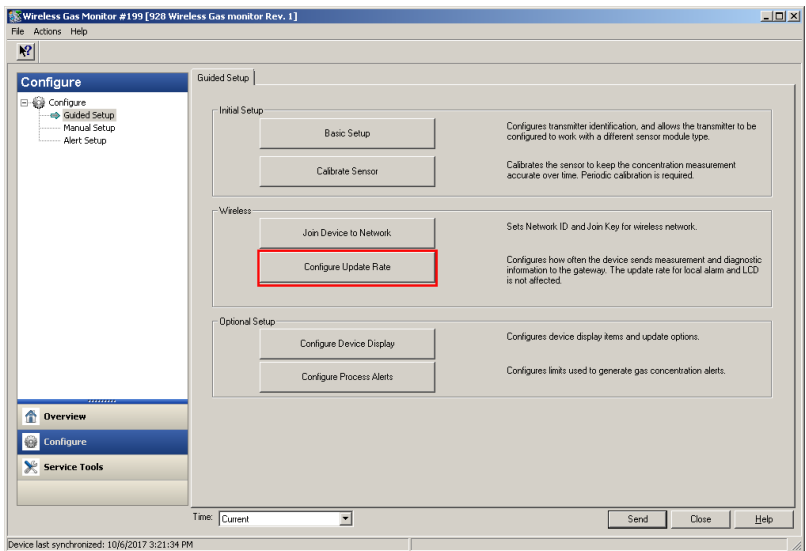 Wireless Gas Monitor #199 [928 Wireless Gas monitor Rev. 1]
File Actions Help
Configure
Configure
Guided Setup
Manual Setup
Alert Setup
Overview
Configure
Service Tools
Guided Setup
Initial Setup
Basic Setup
Configures transmitter identification, and allows the transmitter to be
configured to work with a different sensor module type.
Calibrate Sensor
Calibrates the sensor to keep the concentration measurement
accurate over time. Periodic calibration is required.
Wireless
Join Device to Network
Sets Network ID and Join Key for wireless network.
Configure Update Rate
Configures how often the device sends measurement and diagnostic
information to the gateway. The update rate for local alarm and LCD
is not affected.
Optional Setup
Configure Device Display
Configures device display items and update options.
Configure Process Alerts
Configures limits used to generate gas concentration alerts.
Time: Current
Send Close Help
Device last synchronized: 10/6/2017 3:21:34 PM